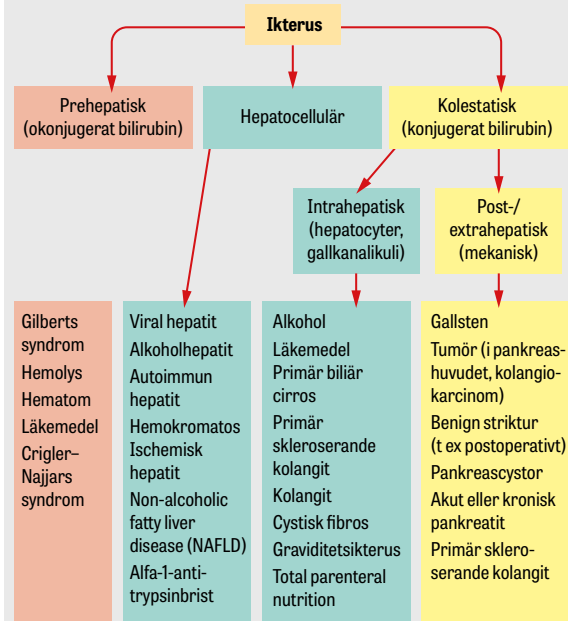 Ikterus
Prehepatisk
(okonjugerat bilirubin)
Hepatocellulär
Kolestatisk
(konjugerat bilirubin)
Intrahepatisk
(hepatocyter,
gallkanalikuli)
Post-/
extrahepatisk
(mekanisk)
Gilberts
syndrom
Hemolys
Hematom
Läkemedel
Crigler–
Najjars
syndrom
Viral hepatit
Alkoholhepatit
Autoimmun
hepatit
Hemokromatos
Ischemisk
hepatit
Non-alcoholic
fatty liver
disease (NAFLD)
Alfa-1-anti-
trypsinbrist
Alkohol
Läkemedel
Primär biliär
cirros
Primär
skleroserande
kolangit
Kolangit
Cystisk fibros
Graviditetsikterus
Total parenteral
nutrition
Gallsten
Tumör (i pankreas-
huvudet, kolangio-
karcinom)
Benign striktur
(t ex postoperativt)
Pankreascystor
Akut eller kronisk
pankreatit
Primär sklero-
serande kolangit